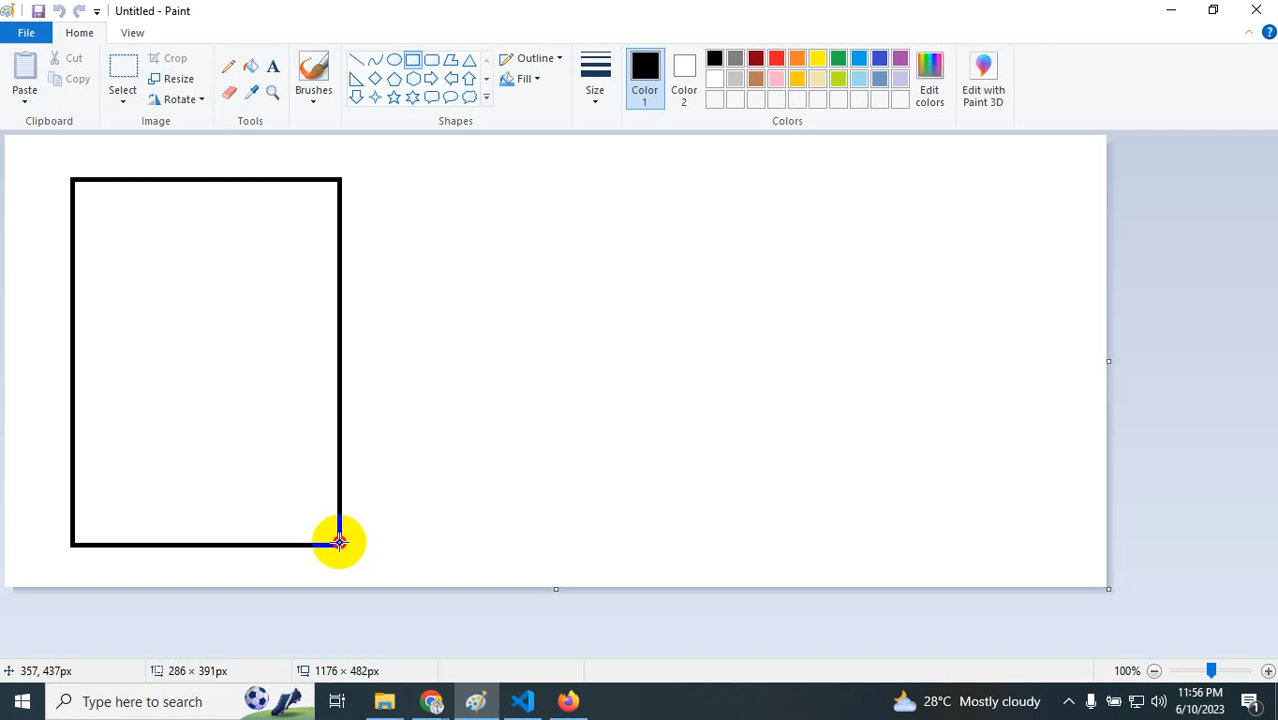 Untitled - Paint
File
Home
View
Paste
Cut
Copy
Clipboard
Select
Crop
Resize
Rotate
Image
A
Tools
Brushes
Outline
Fill
Shapes
Size
Color
1
Color
2
Edit
colors
Colors
Edit with
Paint 3D
357, 437px
286 × 391px
1176 × 482px
100%
Type here to search
28°C Mostly cloudy
11:56 PM
6/10/2023
1